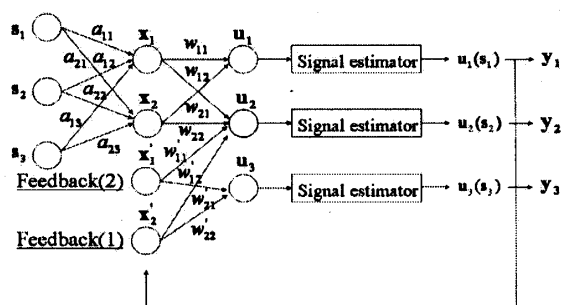 s1 a11 x1 w11 u1 Signal estimator u1(s1) y1
a21 a12 w12
s2 a22 x2 w21 u2 Signal estimator u2(s2) y2
a13 w22
s3 a23 x'1 w'11 w'12 u3 Signal estimator u3(s3) y3
Feedback(2) w'21
x'2 w'22
Feedback(1)